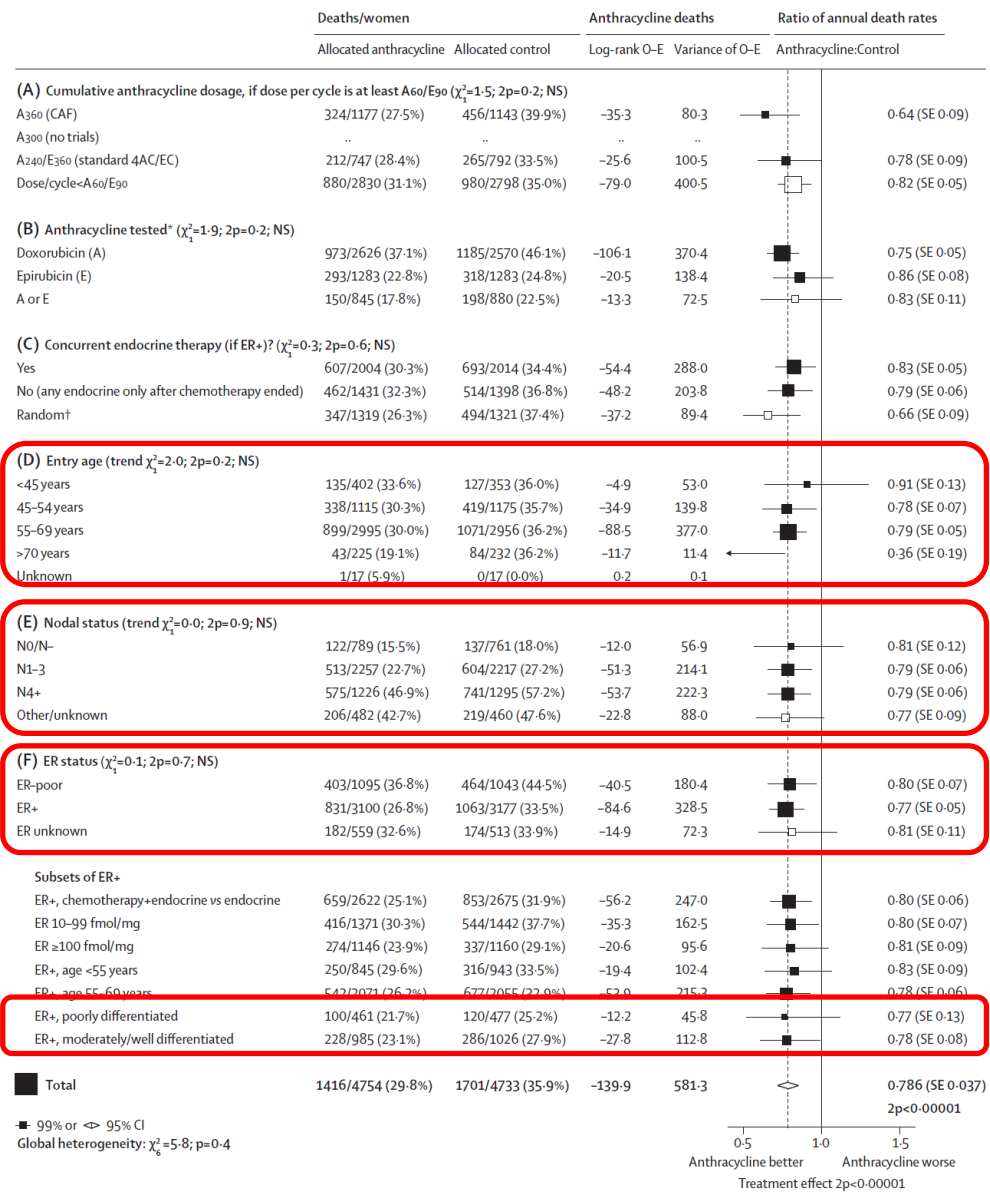 Deaths/women Anthracycline deaths Ratio of annual death rates
Allocated anthracycline Allocated control Log-rank O–E Variance of O–E Anthracycline:Control
(A) Cumulative anthracycline dosage, if dose per cycle is at least A60/E90 (χ²₁=1·5; 2p=0·2; NS)
A360 (CAF) 324/1177 (27·5%) 456/1143 (39·9%) −35·3 80·3 0·64 (SE 0·09)
A300 (no trials) .. .. .. ..
A240/E360 (standard 4AC/EC) 212/747 (28·4%) 265/792 (33·5%) −25·6 100·5 0·78 (SE 0·09)
Dose/cycle<A60/E90 880/2830 (31·1%) 980/2798 (35·0%) −79·0 400·5 0·82 (SE 0·05)
(B) Anthracycline tested* (χ²₁=1·9; 2p=0·2; NS)
Doxorubicin (A) 973/2626 (37·1%) 1185/2570 (46·1%) −106·1 370·4 0·75 (SE 0·05)
Epirubicin (E) 293/1283 (22·8%) 318/1283 (24·8%) −20·5 138·4 0·86 (SE 0·08)
A or E 150/845 (17·8%) 198/880 (22·5%) −13·3 72·5 0·83 (SE 0·11)
(C) Concurrent endocrine therapy (if ER+)? (χ²₁=0·3; 2p=0·6; NS)
Yes 607/2004 (30·3%) 693/2014 (34·4%) −54·4 288·0 0·83 (SE 0·05)
No (any endocrine only after chemotherapy ended) 462/1431 (32·3%) 514/1398 (36·8%) −48·2 203·8 0·79 (SE 0·06)
Random† 347/1319 (26·3%) 494/1321 (37·4%) −37·2 89·4 0·66 (SE 0·09)
(D) Entry age (trend χ²₁=2·0; 2p=0·2; NS)
<45 years 135/402 (33·6%) 127/353 (36·0%) −4·9 53·0 0·91 (SE 0·13)
45–54 years 338/1115 (30·3%) 419/1175 (35·7%) −34·9 139·8 0·78 (SE 0·07)
55–69 years 899/2995 (30·0%) 1071/2956 (36·2%) −88·5 377·0 0·79 (SE 0·05)
>70 years 43/225 (19·1%) 84/232 (36·2%) −11·7 11·4 0·36 (SE 0·19)
Unknown 1/17 (5·9%) 0/17 (0·0%) 0·2 0·1
(E) Nodal status (trend χ²₁=0·0; 2p=0·9; NS)
N0/N– 122/789 (15·5%) 137/761 (18·0%) −12·0 56·9 0·81 (SE 0·12)
N1–3 513/2257 (22·7%) 604/2217 (27·2%) −51·3 214·1 0·79 (SE 0·06)
N4+ 575/1226 (46·9%) 741/1295 (57·2%) −53·7 222·3 0·79 (SE 0·06)
Other/unknown 206/482 (42·7%) 219/460 (47·6%) −22·8 88·0 0·77 (SE 0·09)
(F) ER status (χ²₁=0·1; 2p=0·7; NS)
ER–poor 403/1095 (36·8%) 464/1043 (44·5%) −40·5 180·4 0·80 (SE 0·07)
ER+ 831/3100 (26·8%) 1063/3177 (33·5%) −84·6 328·5 0·77 (SE 0·05)
ER unknown 182/559 (32·6%) 174/513 (33·9%) −14·9 72·3 0·81 (SE 0·11)
Subsets of ER+
ER+, chemotherapy+endocrine vs endocrine 659/2622 (25·1%) 853/2675 (31·9%) −56·2 247·0 0·80 (SE 0·06)
ER 10–99 fmol/mg 416/1371 (30·3%) 544/1442 (37·7%) −35·3 162·5 0·80 (SE 0·07)
ER ≥100 fmol/mg 274/1146 (23·9%) 337/1160 (29·1%) −20·6 95·6 0·81 (SE 0·09)
ER+, age <55 years 250/845 (29·6%) 316/943 (33·5%) −19·4 102·4 0·83 (SE 0·09)
ER+, age 55–69 years 542/2071 (26·2%) 677/2055 (32·9%) −52·9 215·3 0·78 (SE 0·06)
ER+, poorly differentiated 100/461 (21·7%) 120/477 (25·2%) −12·2 45·8 0·77 (SE 0·13)
ER+, moderately/well differentiated 228/985 (23·1%) 286/1026 (27·9%) −27·8 112·8 0·78 (SE 0·08)
Total 1416/4754 (29·8%) 1701/4733 (35·9%) −139·9 581·3 0·786 (SE 0·037)
2p<0·00001
99% or 95% CI
Global heterogeneity: χ²₆=5·8; p=0·4
0·5 1·0 1·5
Anthracycline better Anthracycline worse
Treatment effect 2p<0·00001